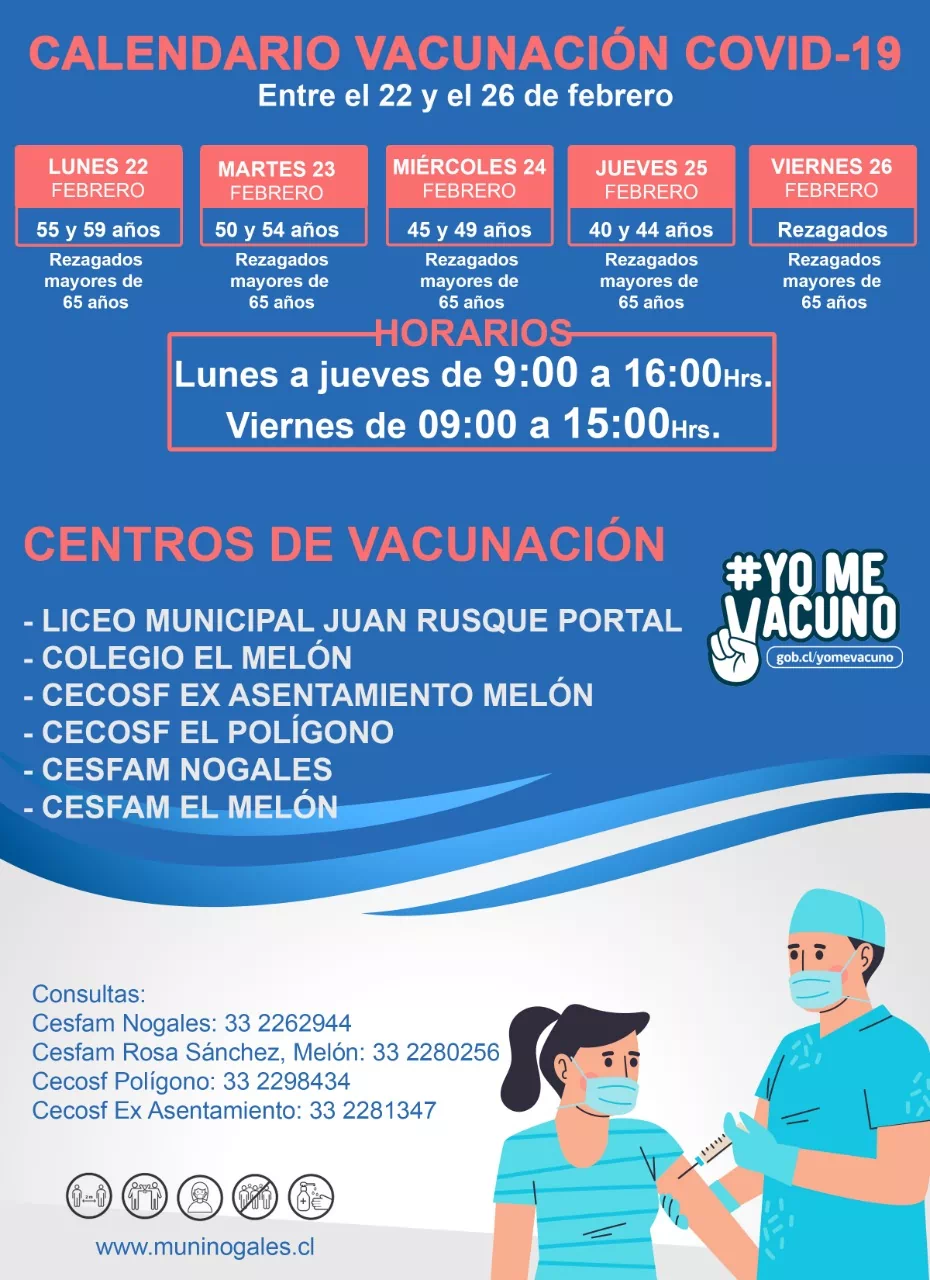 CALENDARIO VACUNACIÓN COVID-19
Entre el 22 y el 26 de febrero
LUNES 22
FEBRERO
55 y 59 años
Rezagados
mayores de
65 años
MARTES 23
FEBRERO
50 y 54 años
Rezagados
mayores de
65 años
MIÉRCOLES 24
FEBRERO
45 y 49 años
Rezagados
mayores de
65 años
JUEVES 25
FEBRERO
40 y 44 años
Rezagados
mayores de
65 años
VIERNES 26
FEBRERO
Rezagados
Rezagados
mayores de
65 años
HORARIOS
Lunes a jueves de 9:00 a 16:00Hrs.
Viernes de 09:00 a 15:00Hrs.
CENTROS DE VACUNACIÓN
- LICEO MUNICIPAL JUAN RUSQUE PORTAL
- COLEGIO EL MELÓN
- CECOSF EX ASENTAMIENTO MELÓN
- CECOSF EL POLÍGONO
- CESFAM NOGALES
- CESFAM EL MELÓN
#YO ME
VACUNO
gob.cl/yomevacuno
Consultas:
Cesfam Nogales: 33 2262944
Cesfam Rosa Sánchez, Melón: 33 2280256
Cecosf Polígono: 33 2298434
Cecosf Ex Asentamiento: 33 2281347
2 m
www.muninogales.cl